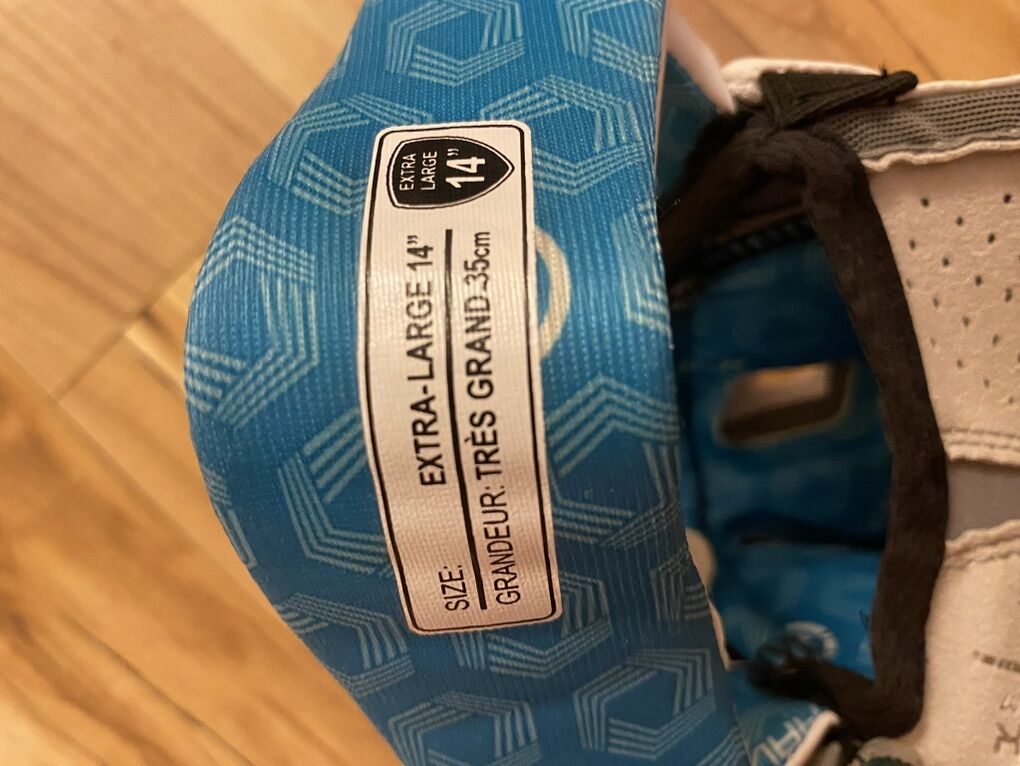 EXTRA
LARGE
14”
SIZE: EXTRA-LARGE 14”
GRANDEUR: TRÈS GRAND-35cm